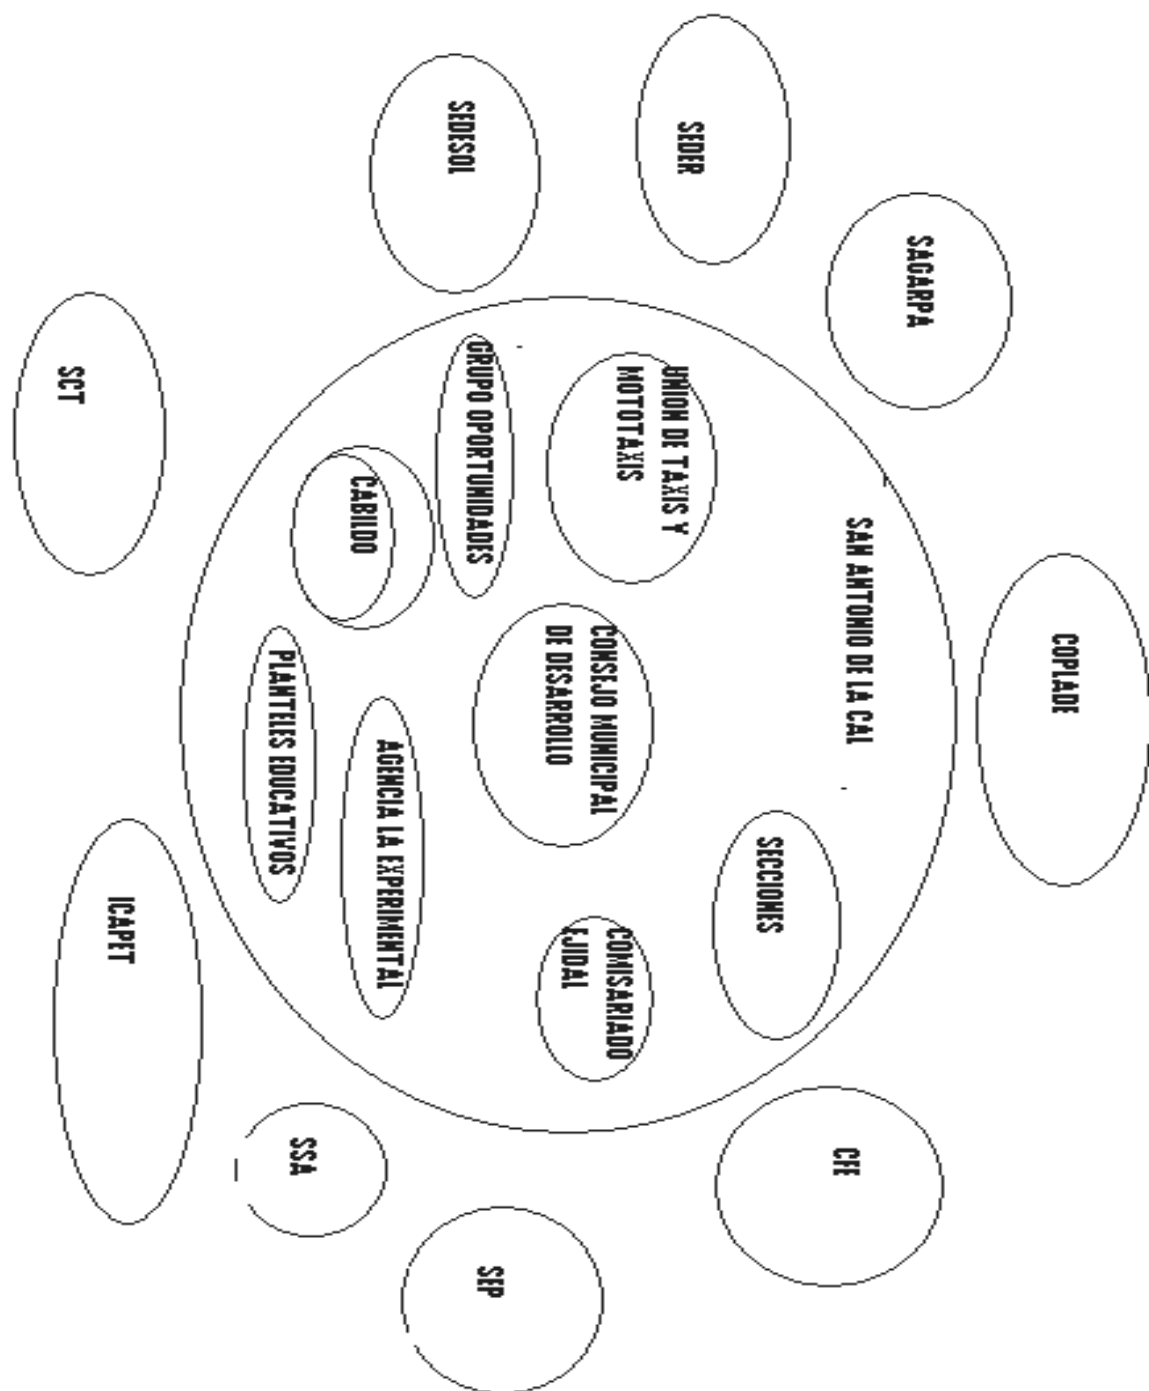 COPLADE
SAGARPA
SAN ANTONIO DE LA CAL
CFE
SECCIONES
SEDER
UNION DE TAXIS Y
MOTOTAXIS
CONSEJO MUNICIPAL
DE DESARROLLO
COMISARIADO
EJIDAL
SEDESOL
GRUPO OPORTUNIDADES
SEP
CABILDO
AGENCIA LA EXPERIMENTAL
PLANTELES EDUCATIVOS
SSA
SCT
ICAPET